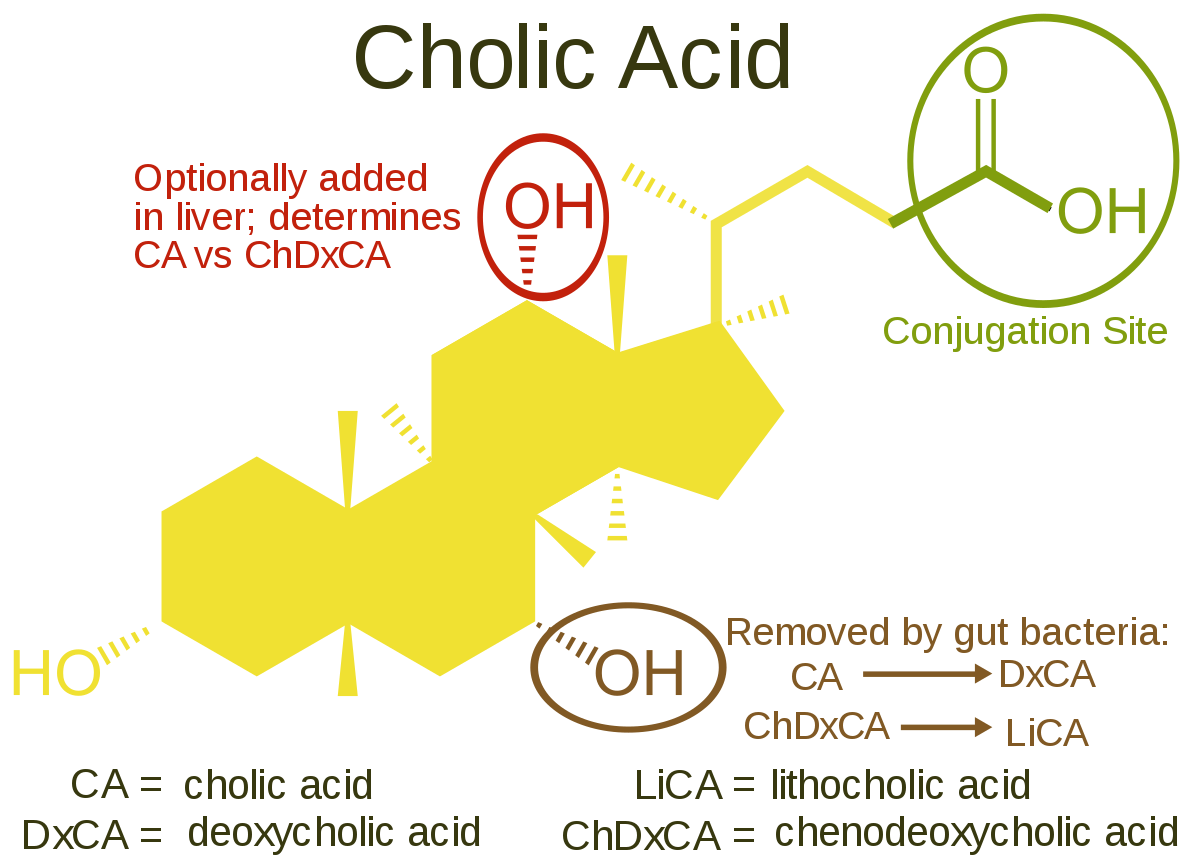 Cholic Acid
O
OH
Conjugation Site
Optionally added
in liver; determines
CA vs ChDxCA
OH
HO
OH
Removed by gut bacteria:
CA DxCA
ChDxCA LiCA
CA = cholic acid
DxCA = deoxycholic acid
LiCA = lithocholic acid
ChDxCA = chenodeoxycholic acid